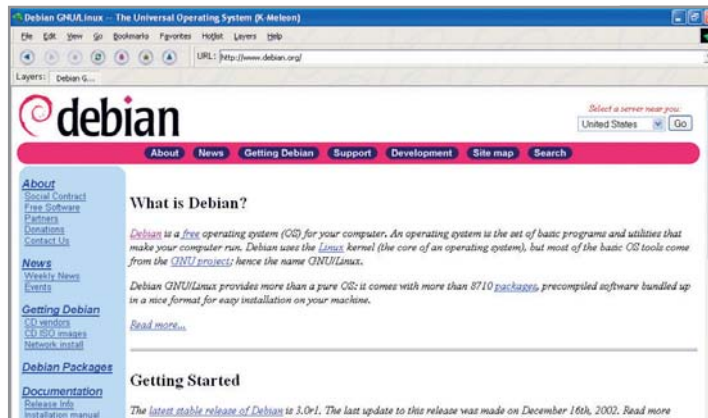 Debian GNU/Linux -- The Universal Operating System (K-Meleon)
File Edit View Go Bookmarks Favorites Hotlist Layers Help
URL: http://www.debian.org/
Layers: Debian G...
debian
Select a server near you:
United States Go
About News Getting Debian Support Development Site map Search
About
Social Contract
Free Software
Partners
Donations
Contact Us
News
Weekly News
Events
Getting Debian
CD vendors
CD ISO images
Network install
Debian Packages
Documentation
Release Info
Installation manual
What is Debian?
Debian is a free operating system (OS) for your computer. An operating system is the set of basic programs and utilities that
make your computer run. Debian uses the Linux kernel (the core of an operating system), but most of the basic OS tools come
from the GNU project; hence the name GNU/Linux.
Debian GNU/Linux provides more than a pure OS: it comes with more than 8710 packages, precompiled software bundled up
in a nice format for easy installation on your machine.
Read more...
Getting Started
The latest stable release of Debian is 3.0r1. The last update to this release was made on December 16th, 2002. Read more